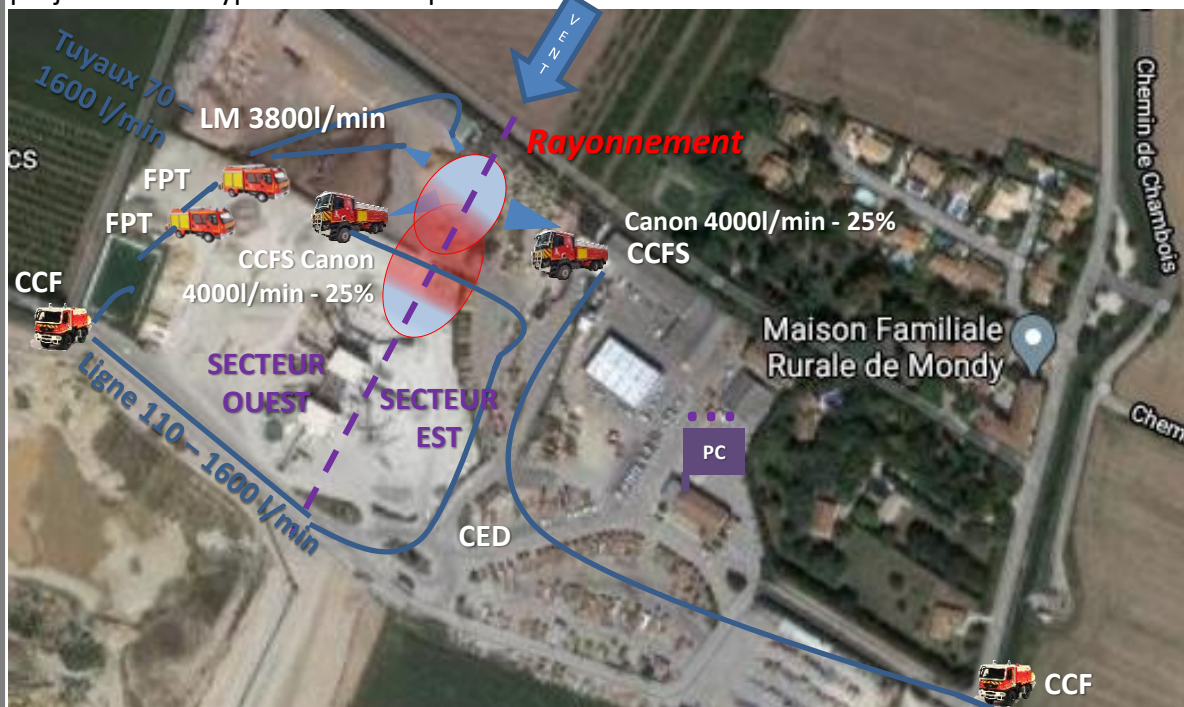 VENT
Tuyaux 70 –
1600 l/min
LM 3800l/min
Rayonnement
CS
FPT
FPT
Canon 4000l/min - 25%
CCFS
CCFS Canon
4000l/min - 25%
CCF
Ligne 110 – 1600 l/min
SECTEUR
OUEST
SECTEUR
EST
Maison Familiale
Rurale de Mondy
Chemin de Chambois
Chem
PC
CED
CCF